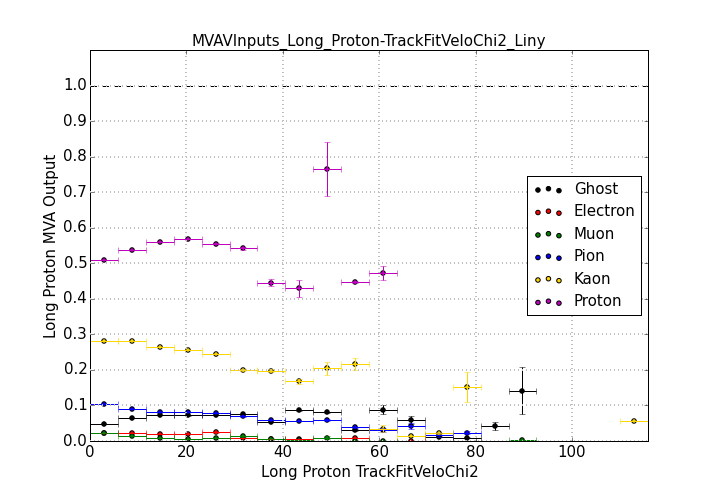 MVAVInputs_Long_Proton-TrackFitVeloChi2_Liny
Long Proton MVA Output
1.0
0.9
0.8
0.7
0.6
0.5
0.4
0.3
0.2
0.1
0.0
Ghost
Electron
Muon
Pion
Kaon
Proton
0 20 40 60 80 100
Long Proton TrackFitVeloChi2